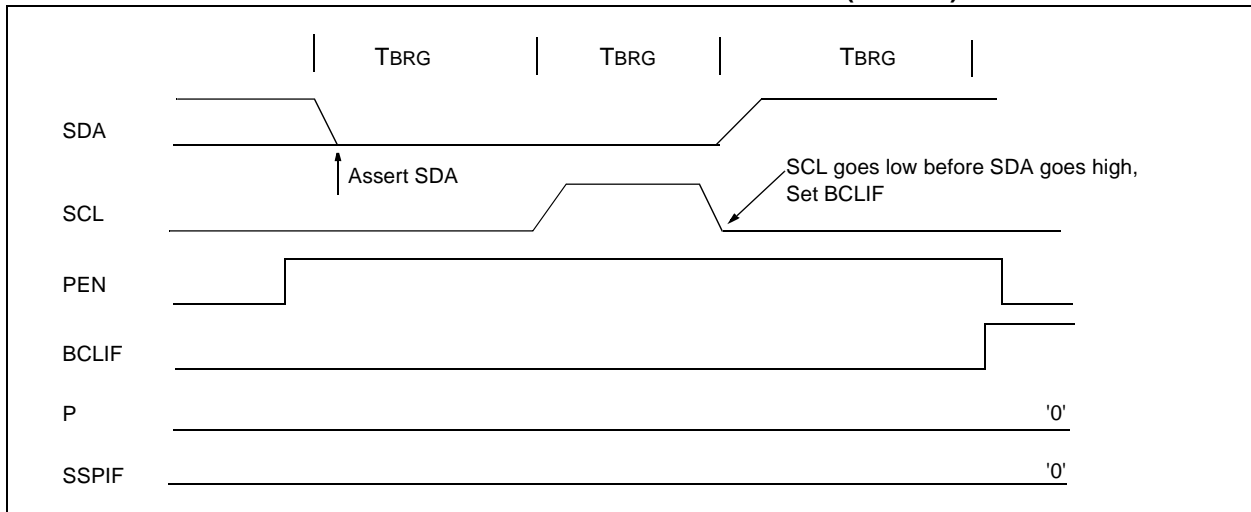 TBRG TBRG TBRG
SDA
Assert SDA
SCL goes low before SDA goes high,
Set BCLIF
SCL
PEN
BCLIF
P '0'
SSPIF '0'